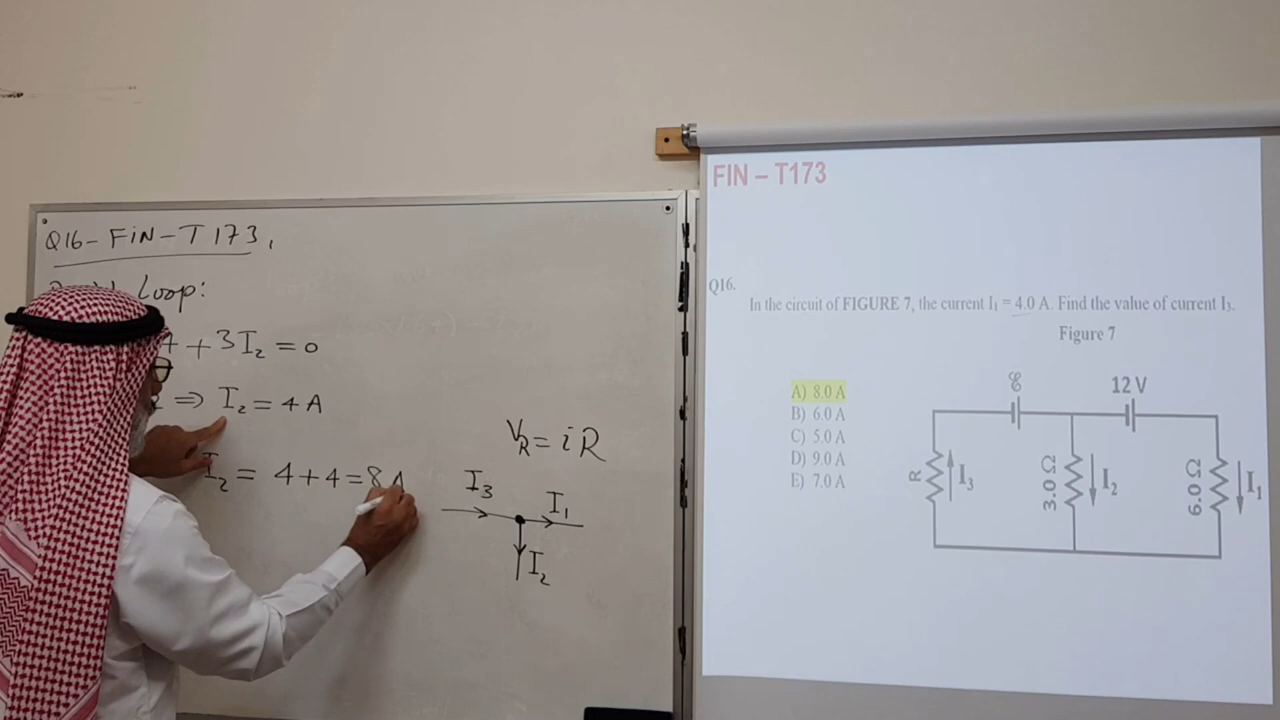 Q16- FiN-T173.
Loop:
+ 3I₂ = 0
⇒ I₂ = 4 A
I₂ = 4+4 = 8 A
V_R = iR
I₃
I₁
I₂
FIN – T173
Q16.
In the circuit of FIGURE 7, the current I₁ = 4.0 A. Find the value of current I₃.
Figure 7
A) 8.0 A
B) 6.0 A
C) 5.0 A
D) 9.0 A
E) 7.0 A
ℰ
12 V
R
I₃
3.0 Ω
I₂
6.0 Ω
I₁